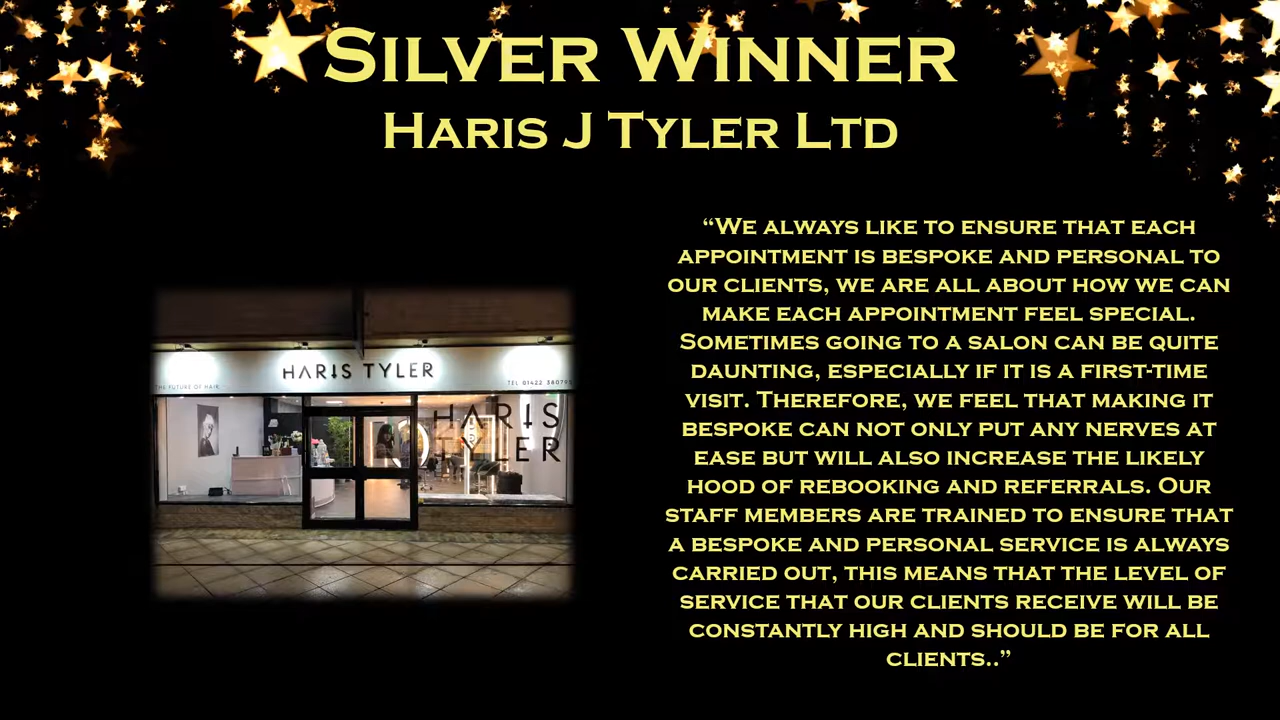 Silver Winner
Haris J Tyler Ltd
“We always like to ensure that each
appointment is bespoke and personal to
our clients, we are all about how we can
make each appointment feel special.
Sometimes going to a salon can be quite
daunting, especially if it is a first-time
visit. Therefore, we feel that making it
bespoke can not only put any nerves at
ease but will also increase the likely
hood of rebooking and referrals. Our
staff members are trained to ensure that
a bespoke and personal service is always
carried out, this means that the level of
service that our clients receive will be
constantly high and should be for all
clients..”
HARIS TYLER
THE FUTURE OF HAIR
TEL 01422
HARIS
TYLER